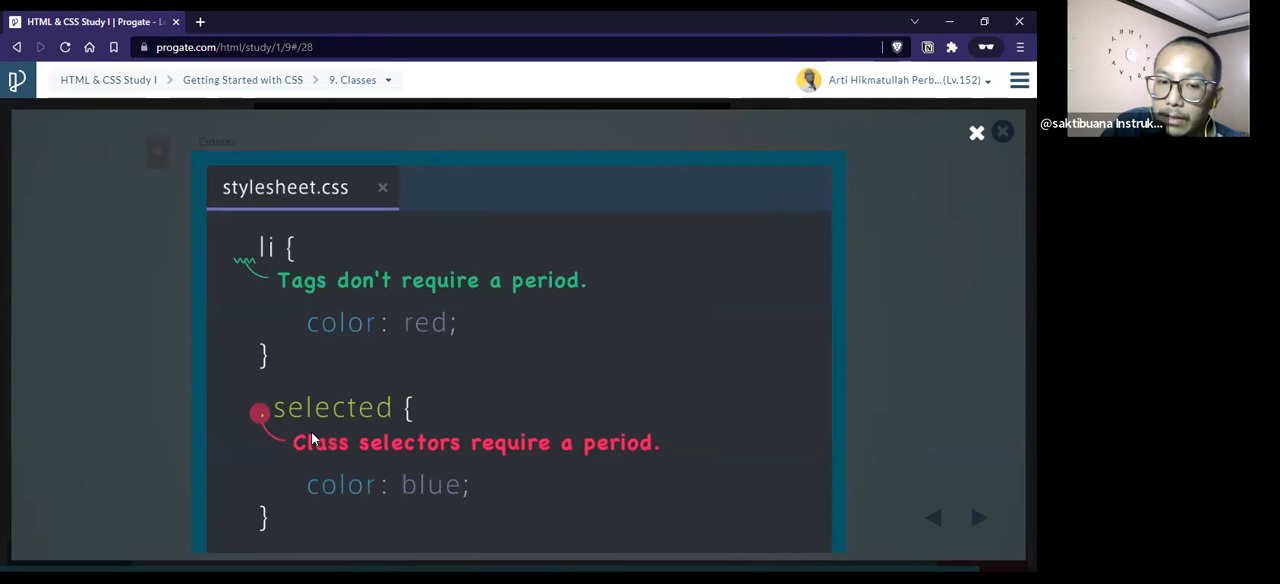 HTML & CSS Study I | Progate - Le
progate.com/html/study/1/9#/28
HTML & CSS Study I
Getting Started with CSS
9. Classes
Arti Hikmatullah Perb...(Lv.152)
@saktibuana Instruk...
Classes
stylesheet.css
li {
Tags don't require a period.
color: red;
}
.selected {
Class selectors require a period.
color: blue;
}